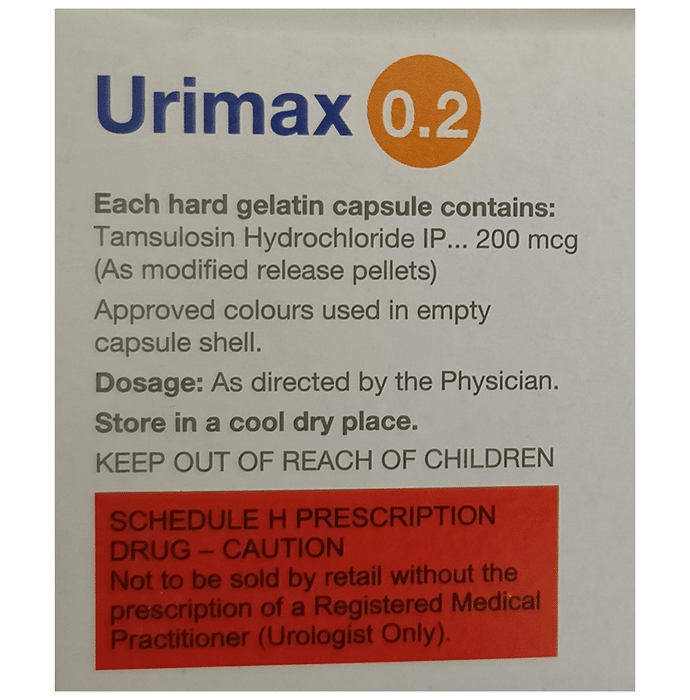 Urimax 0.2
Each hard gelatin capsule contains:
Tamsulosin Hydrochloride IP... 200 mcg
(As modified release pellets)
Approved colours used in empty
capsule shell.
Dosage: As directed by the Physician.
Store in a cool dry place.
KEEP OUT OF REACH OF CHILDREN
SCHEDULE H PRESCRIPTION
DRUG – CAUTION
Not to be sold by retail without the
prescription of a Registered Medical
Practitioner (Urologist Only).